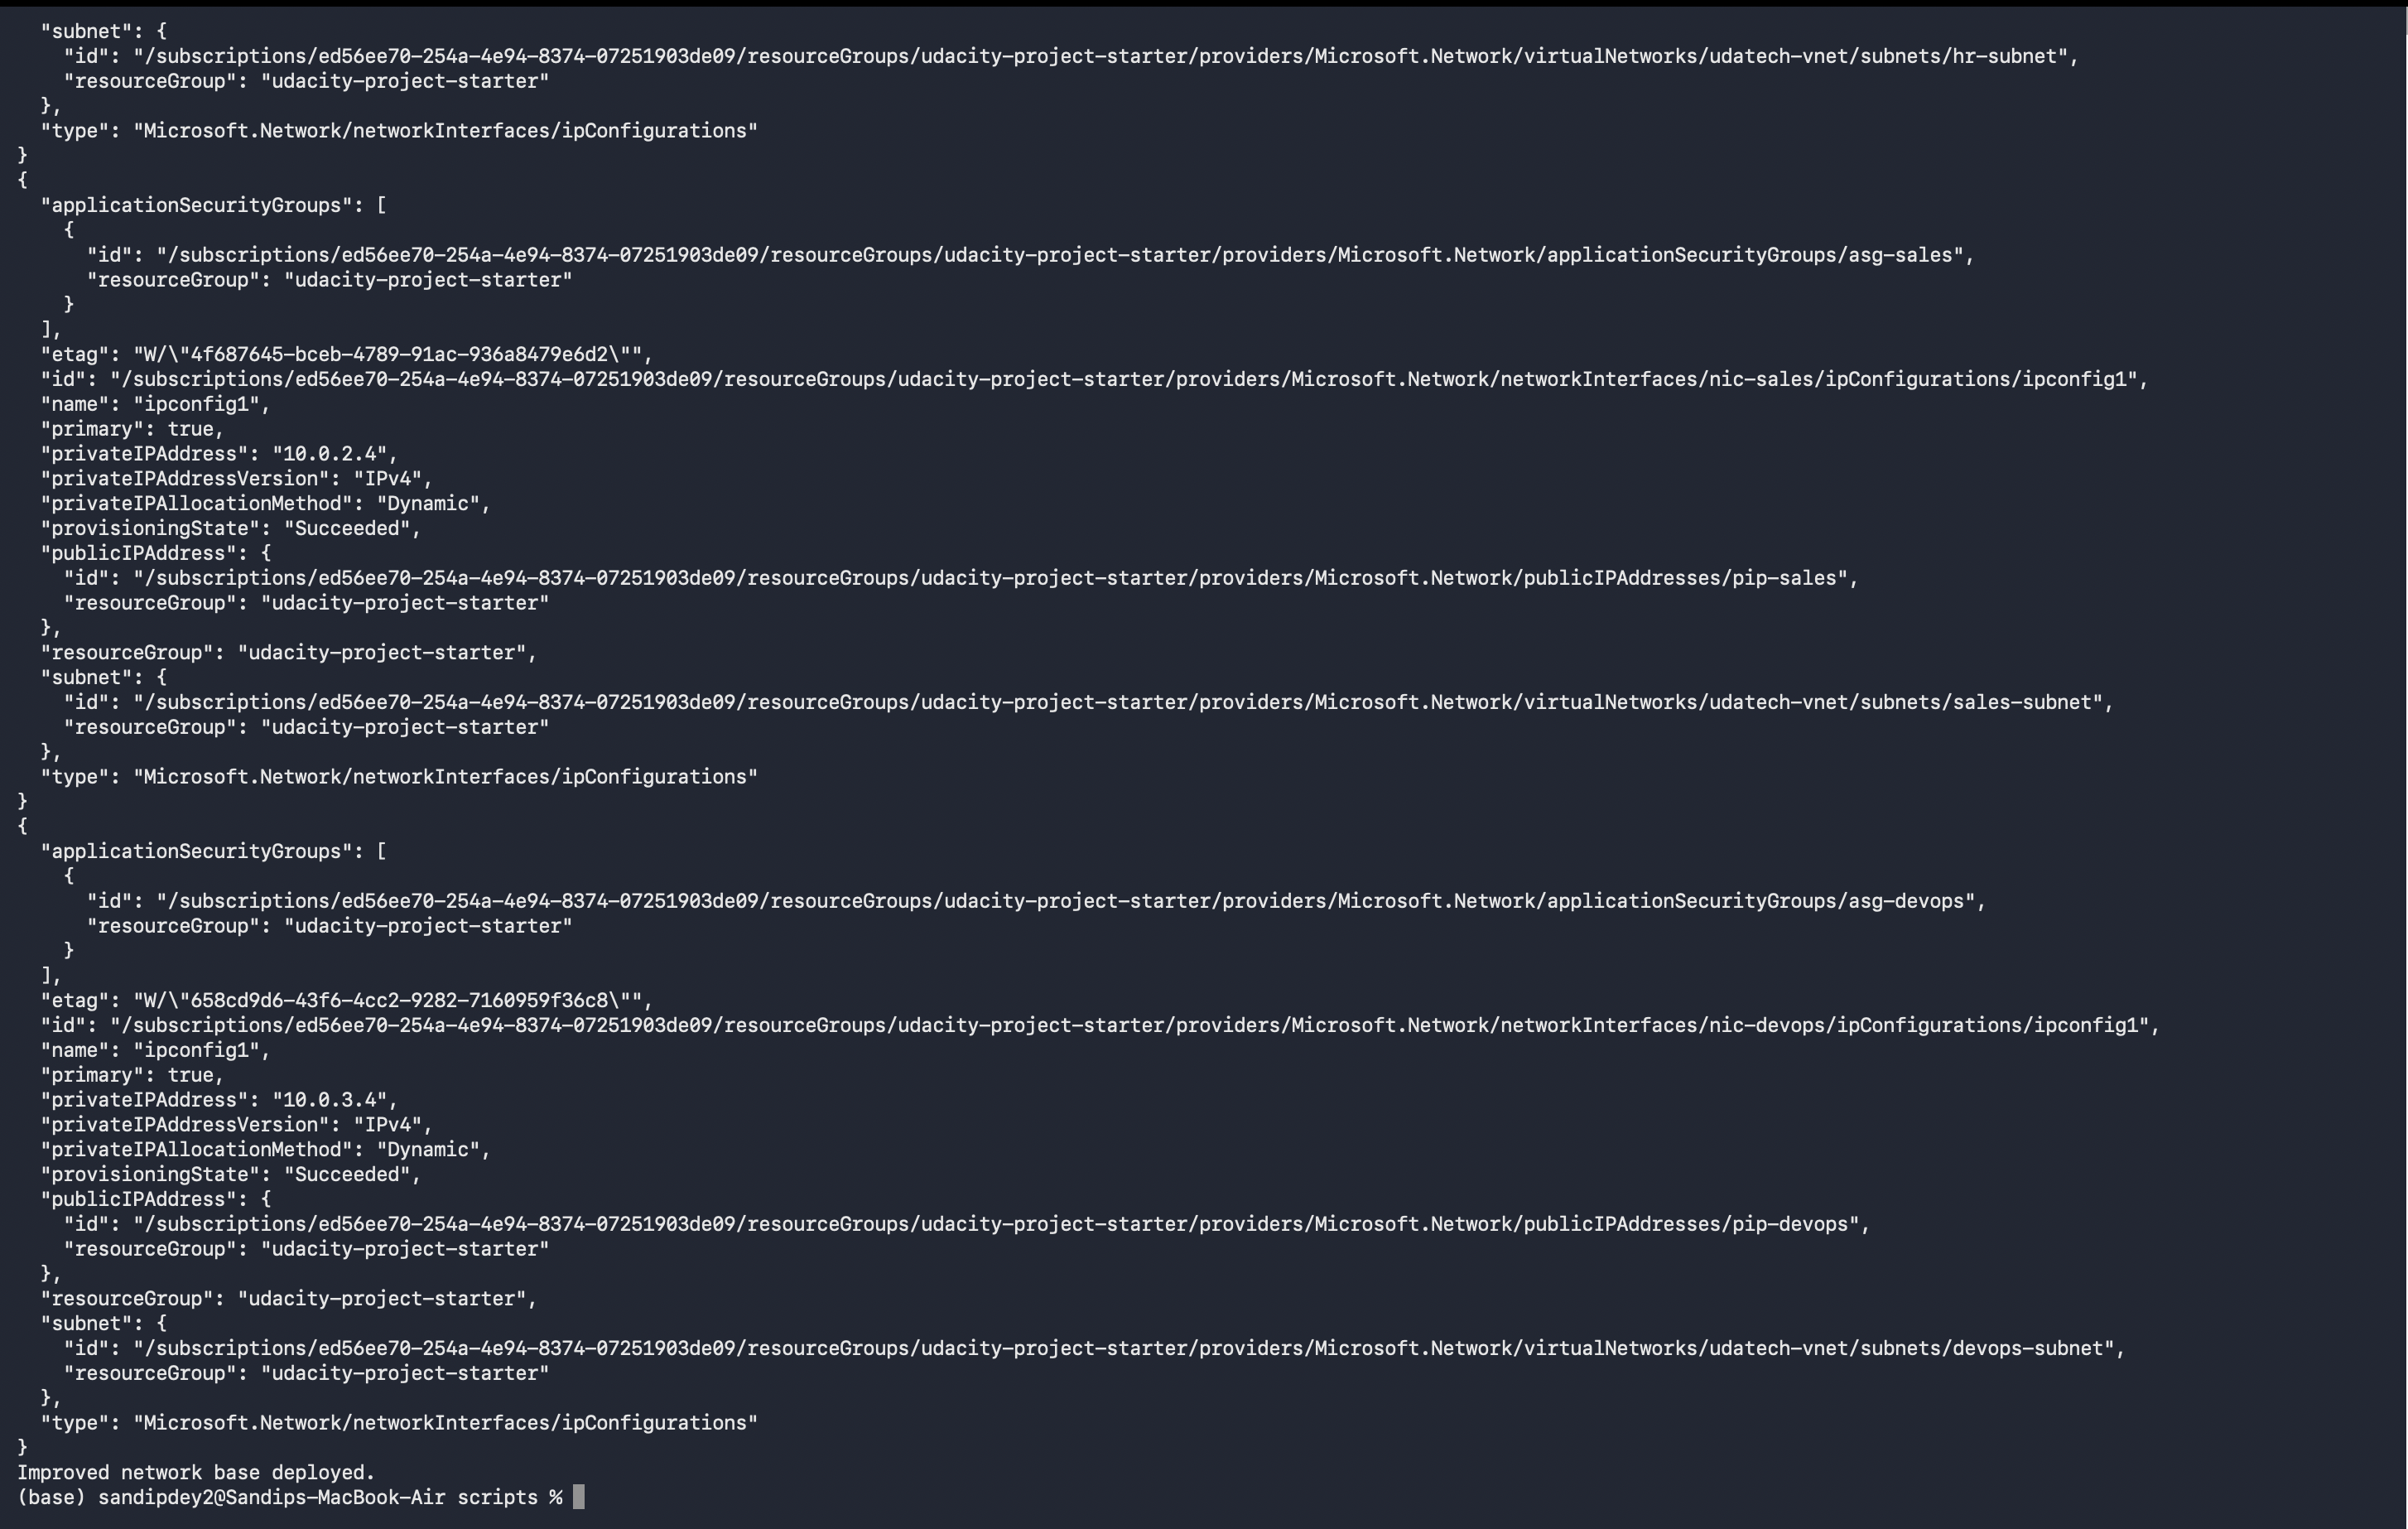 "subnet": {
    "id": "/subscriptions/ed56ee70-254a-4e94-8374-07251903de09/resourceGroups/udacity-project-starter/providers/Microsoft.Network/virtualNetworks/udatech-vnet/subnets/hr-subnet",
    "resourceGroup": "udacity-project-starter"
  },
  "type": "Microsoft.Network/networkInterfaces/ipConfigurations"
}
{
  "applicationSecurityGroups": [
    {
      "id": "/subscriptions/ed56ee70-254a-4e94-8374-07251903de09/resourceGroups/udacity-project-starter/providers/Microsoft.Network/applicationSecurityGroups/asg-sales",
      "resourceGroup": "udacity-project-starter"
    }
  ],
  "etag": "W/\"4f687645-bceb-4789-91ac-936a8479e6d2\"",
  "id": "/subscriptions/ed56ee70-254a-4e94-8374-07251903de09/resourceGroups/udacity-project-starter/providers/Microsoft.Network/networkInterfaces/nic-sales/ipConfigurations/ipconfig1",
  "name": "ipconfig1",
  "primary": true,
  "privateIPAddress": "10.0.2.4",
  "privateIPAddressVersion": "IPv4",
  "privateIPAllocationMethod": "Dynamic",
  "provisioningState": "Succeeded",
  "publicIPAddress": {
    "id": "/subscriptions/ed56ee70-254a-4e94-8374-07251903de09/resourceGroups/udacity-project-starter/providers/Microsoft.Network/publicIPAddresses/pip-sales",
    "resourceGroup": "udacity-project-starter"
  },
  "resourceGroup": "udacity-project-starter",
  "subnet": {
    "id": "/subscriptions/ed56ee70-254a-4e94-8374-07251903de09/resourceGroups/udacity-project-starter/providers/Microsoft.Network/virtualNetworks/udatech-vnet/subnets/sales-subnet",
    "resourceGroup": "udacity-project-starter"
  },
  "type": "Microsoft.Network/networkInterfaces/ipConfigurations"
}
{
  "applicationSecurityGroups": [
    {
      "id": "/subscriptions/ed56ee70-254a-4e94-8374-07251903de09/resourceGroups/udacity-project-starter/providers/Microsoft.Network/applicationSecurityGroups/asg-devops",
      "resourceGroup": "udacity-project-starter"
    }
  ],
  "etag": "W/\"658cd9d6-43f6-4cc2-9282-7160959f36c8\"",
  "id": "/subscriptions/ed56ee70-254a-4e94-8374-07251903de09/resourceGroups/udacity-project-starter/providers/Microsoft.Network/networkInterfaces/nic-devops/ipConfigurations/ipconfig1",
  "name": "ipconfig1",
  "primary": true,
  "privateIPAddress": "10.0.3.4",
  "privateIPAddressVersion": "IPv4",
  "privateIPAllocationMethod": "Dynamic",
  "provisioningState": "Succeeded",
  "publicIPAddress": {
    "id": "/subscriptions/ed56ee70-254a-4e94-8374-07251903de09/resourceGroups/udacity-project-starter/providers/Microsoft.Network/publicIPAddresses/pip-devops",
    "resourceGroup": "udacity-project-starter"
  },
  "resourceGroup": "udacity-project-starter",
  "subnet": {
    "id": "/subscriptions/ed56ee70-254a-4e94-8374-07251903de09/resourceGroups/udacity-project-starter/providers/Microsoft.Network/virtualNetworks/udatech-vnet/subnets/devops-subnet",
    "resourceGroup": "udacity-project-starter"
  },
  "type": "Microsoft.Network/networkInterfaces/ipConfigurations"
}
Improved network base deployed.
(base) sandipdey2@Sandips-MacBook-Air scripts %